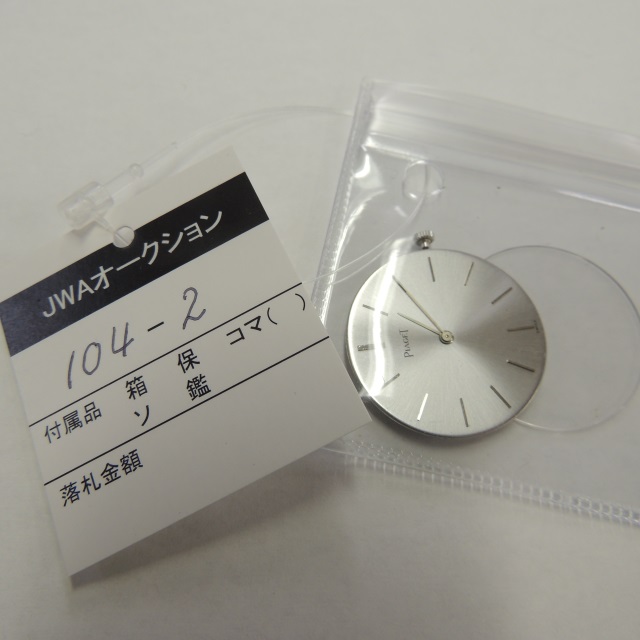 JWAオークション
104-2
付属品 箱 保 コマ( )
ソ 鑑
落札金額
PIAGET